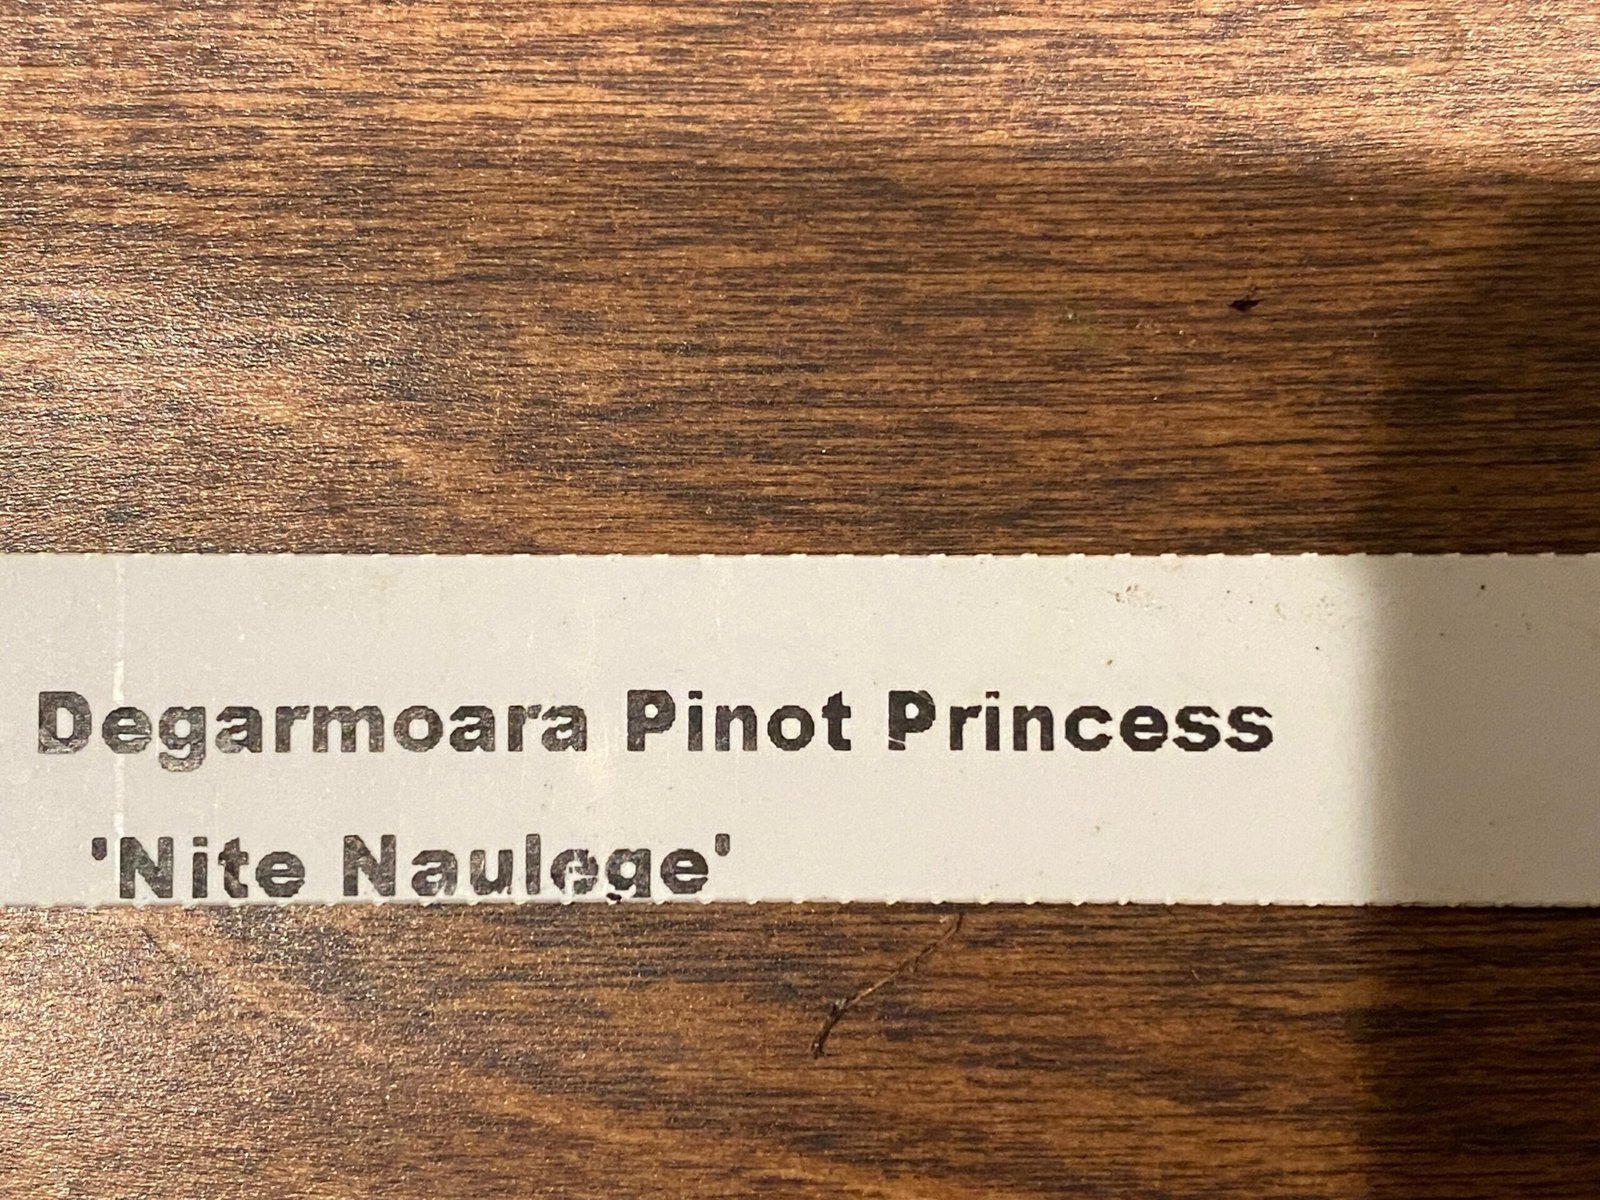 Degarmoara Pinot Princess
'Nite Naulege'